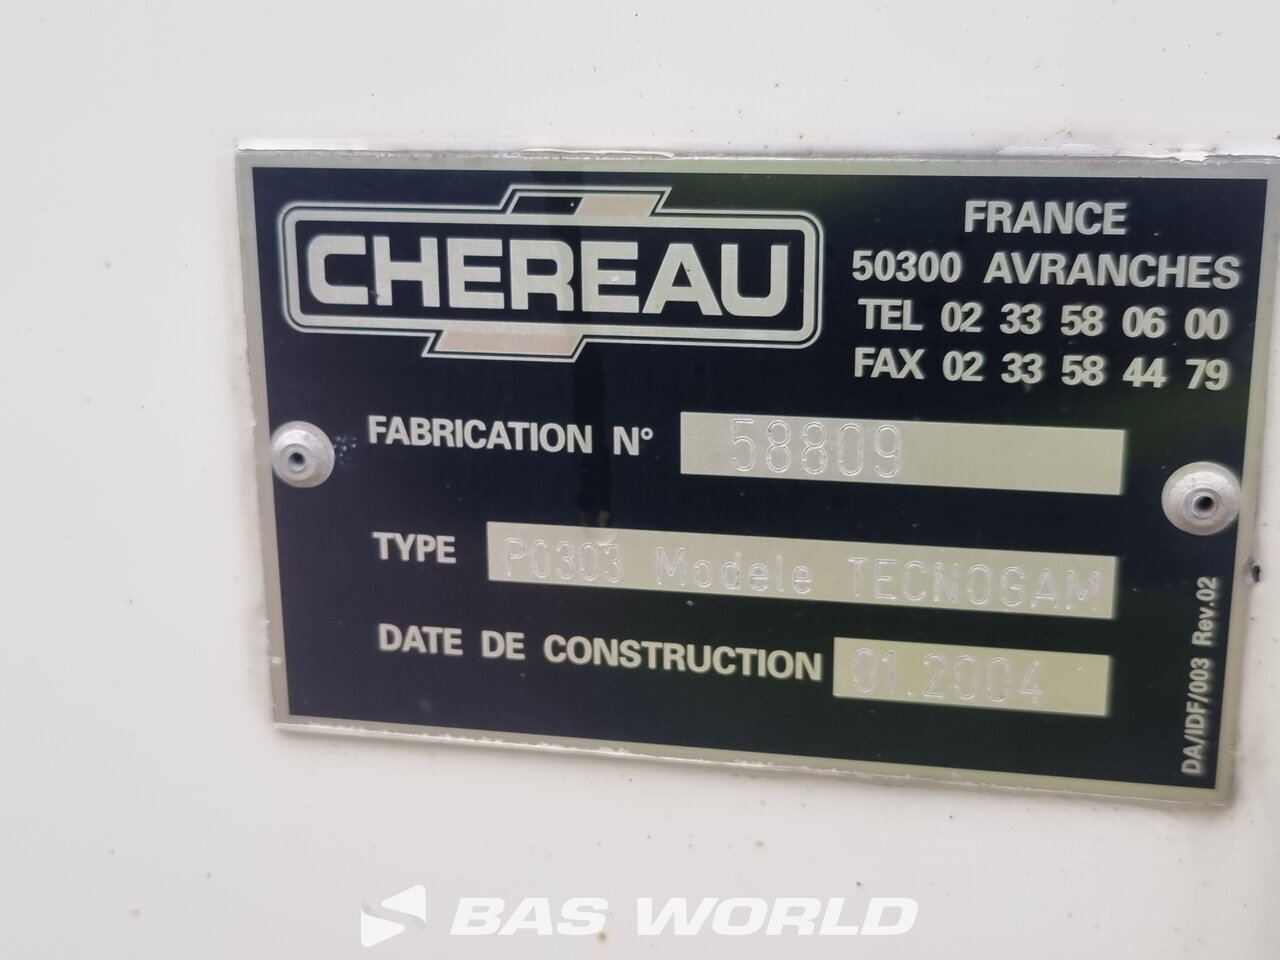 CHEREAU
FRANCE
50300 AVRANCHES
TEL 02 33 58 06 00
FAX 02 33 58 44 79
FABRICATION N° 58809
TYPE P0303 Modele TECNOGAM
DATE DE CONSTRUCTION 01.2004
DA/IDF/003 Rev.02
BAS WORLD